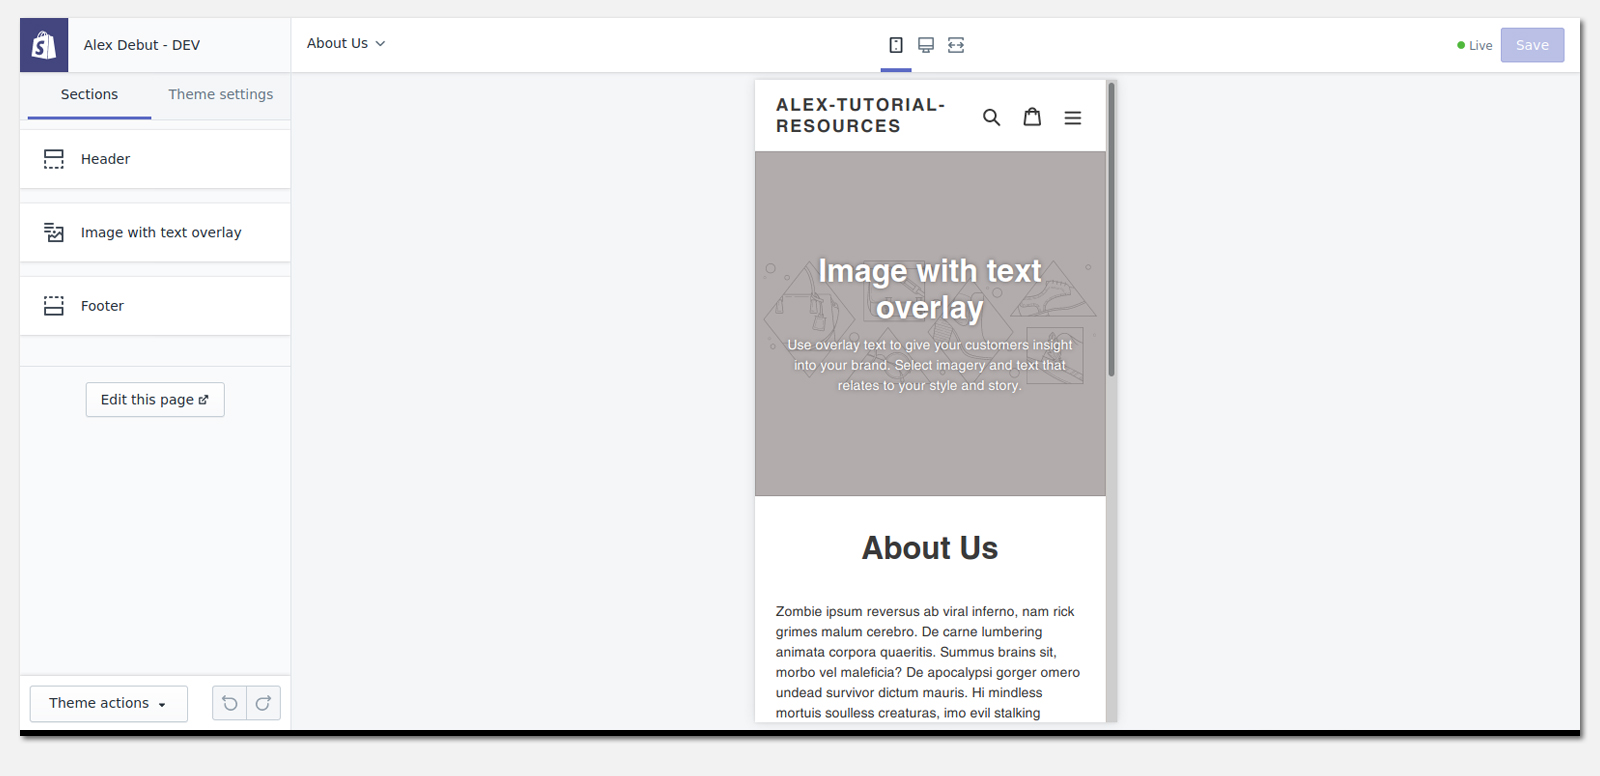 Alex Debut - DEV
About Us
Live
Save
Sections
Theme settings
Header
Image with text overlay
Footer
Edit this page
Theme actions
ALEX-TUTORIAL-
RESOURCES
Image with text
overlay
Use overlay text to give your customers insight
into your brand. Select imagery and text that
relates to your style and story.
About Us
Zombie ipsum reversus ab viral inferno, nam rick
grimes malum cerebro. De carne lumbering
animata corpora quaeritis. Summus brains sit,
morbo vel maleficia? De apocalypsi gorger omero
undead survivor dictum mauris. Hi mindless
mortuis soulless creaturas, imo evil stalking